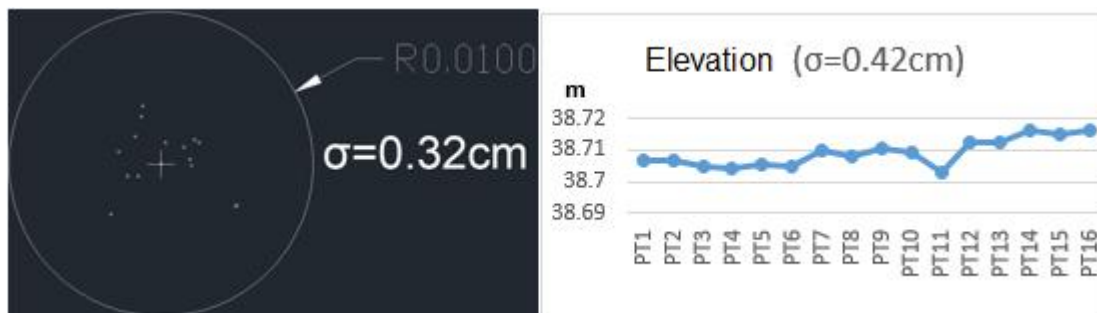 R0.0100
σ=0.32cm
Elevation (σ=0.42cm)
m
38.72
38.71
38.7
38.69
PT1
PT2
PT3
PT4
PT5
PT6
PT7
PT8
PT9
PT10
PT11
PT12
PT13
PT14
PT15
PT16